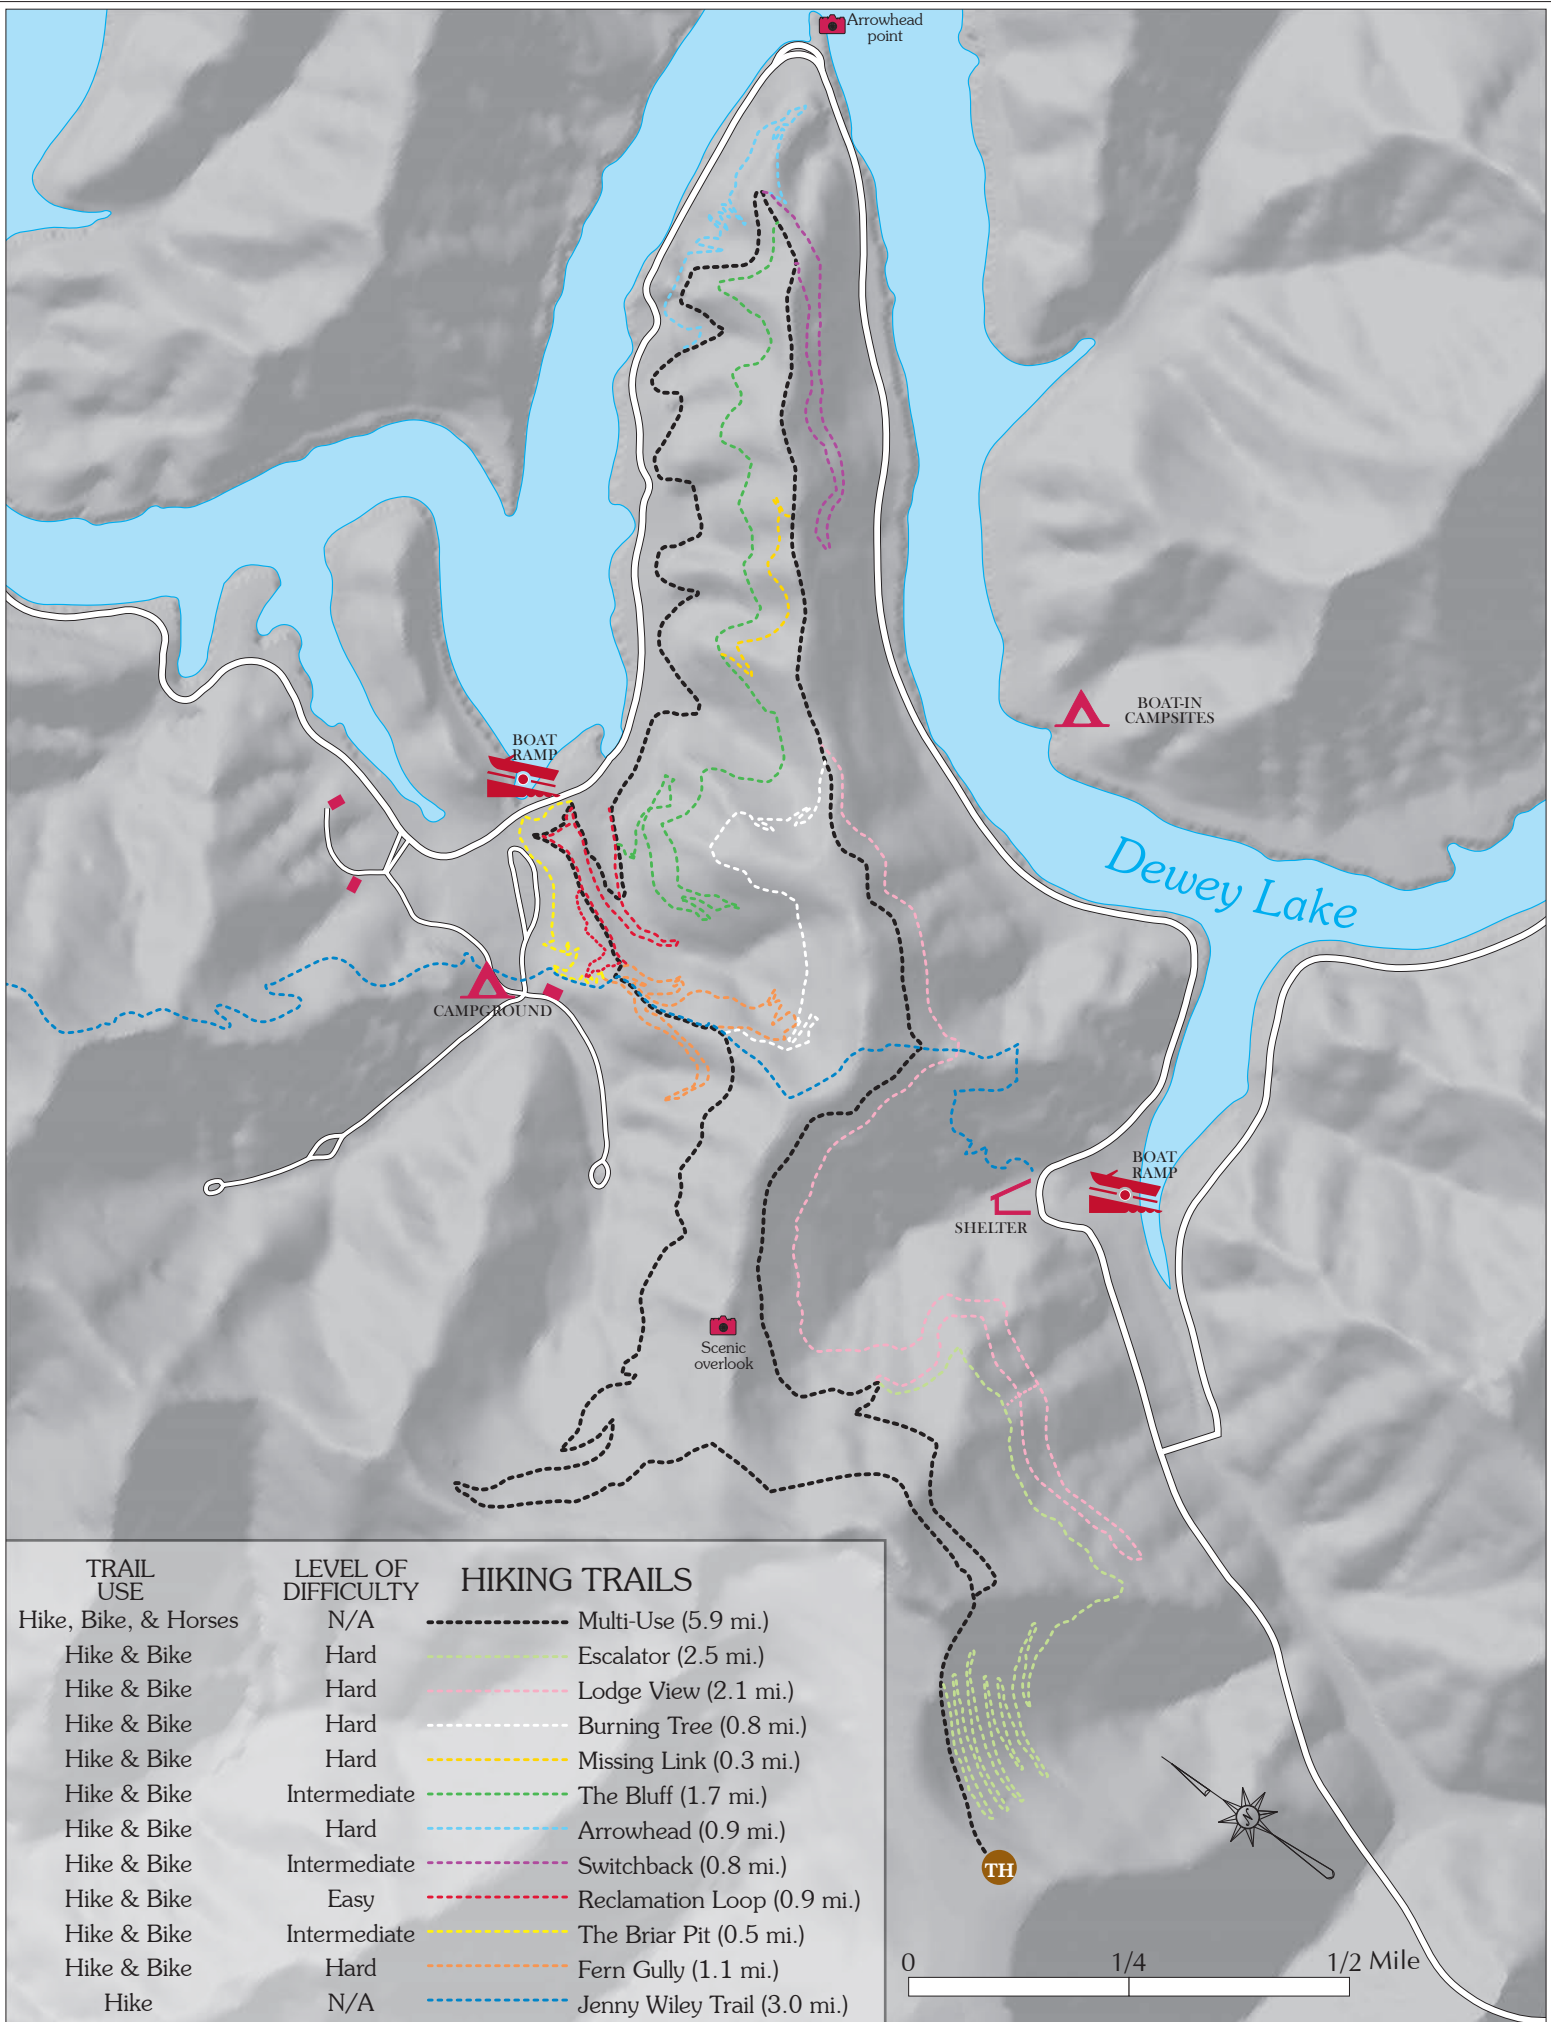 Arrowhead
point
BOAT-IN
CAMPSITES
BOAT
RAMP
Dewey Lake
CAMPGROUND
BOAT
RAMP
SHELTER
Scenic
overlook
TRAIL
USE
LEVEL OF
DIFFICULTY
HIKING TRAILS
Hike, Bike, & Horses N/A Multi-Use (5.9 mi.)
Hike & Bike Hard Escalator (2.5 mi.)
Hike & Bike Hard Lodge View (2.1 mi.)
Hike & Bike Hard Burning Tree (0.8 mi.)
Hike & Bike Hard Missing Link (0.3 mi.)
Hike & Bike Intermediate The Bluff (1.7 mi.)
Hike & Bike Hard Arrowhead (0.9 mi.)
Hike & Bike Intermediate Switchback (0.8 mi.)
Hike & Bike Easy Reclamation Loop (0.9 mi.)
Hike & Bike Intermediate The Briar Pit (0.5 mi.)
Hike & Bike Hard Fern Gully (1.1 mi.)
Hike N/A Jenny Wiley Trail (3.0 mi.)
N
TH
0 1/4 1/2 Mile